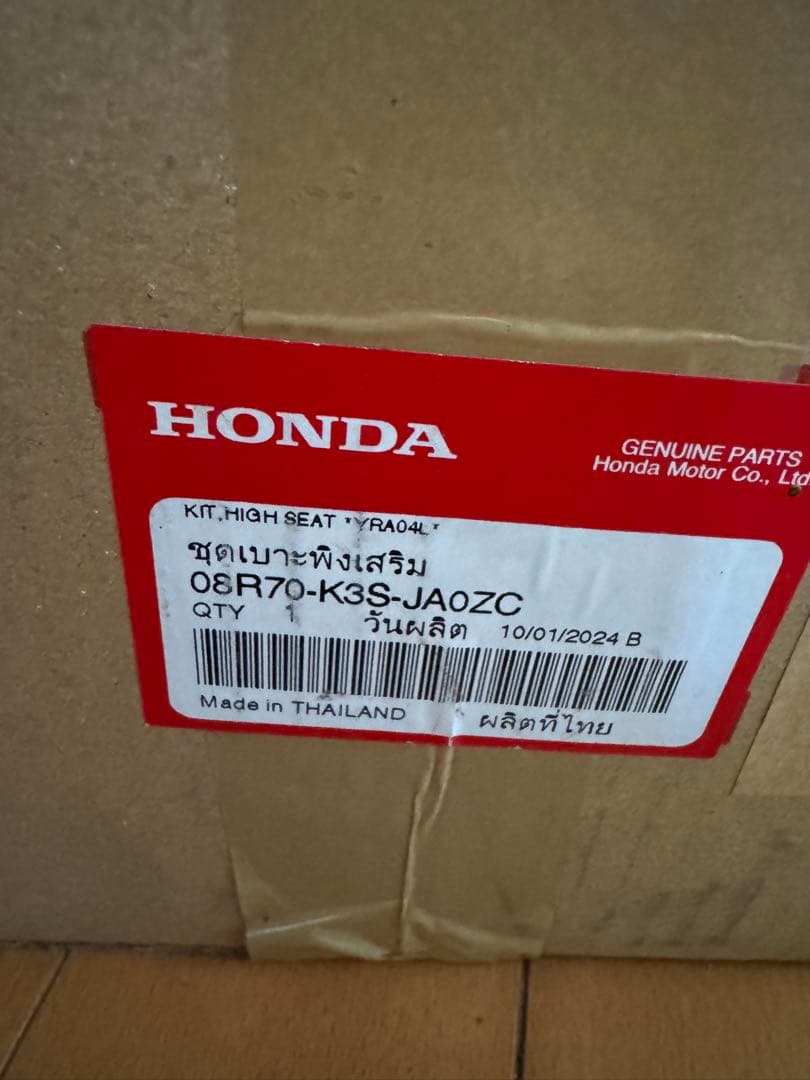 HONDA
GENUINE PARTS
Honda Motor Co., Ltd
KIT,HIGH SEAT *YRA04L*
ชุดเบาะพิงเสริม
08R70-K3S-JA0ZC
QTY 1 วันผลิต 10/01/2024 B
Made in THAILAND ผลิตที่ไทย